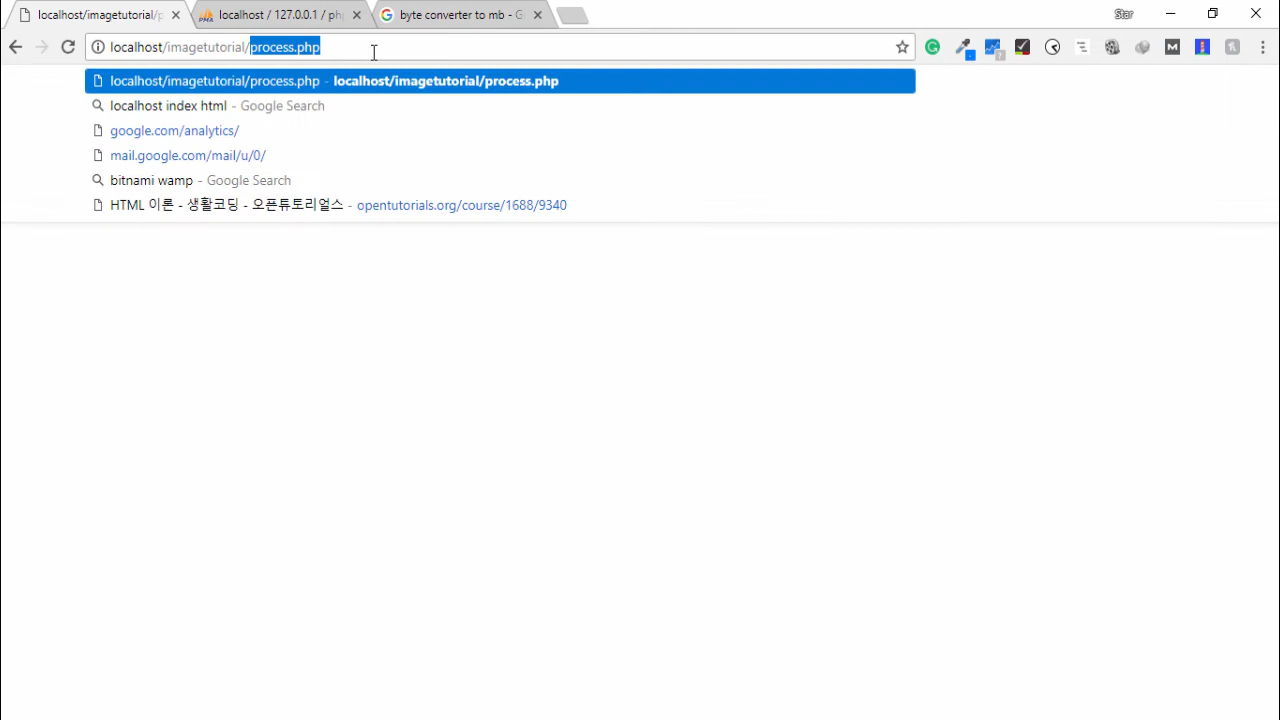 localhost/imagetutorial/p
localhost / 127.0.0.1 / php
byte converter to mb - G
Star
localhost/imagetutorial/process.php
localhost/imagetutorial/process.php - localhost/imagetutorial/process.php
localhost index html - Google Search
google.com/analytics/
mail.google.com/mail/u/0/
bitnami wamp - Google Search
HTML 이론 - 생활코딩 - 오픈튜토리얼스 - opentutorials.org/course/1688/9340